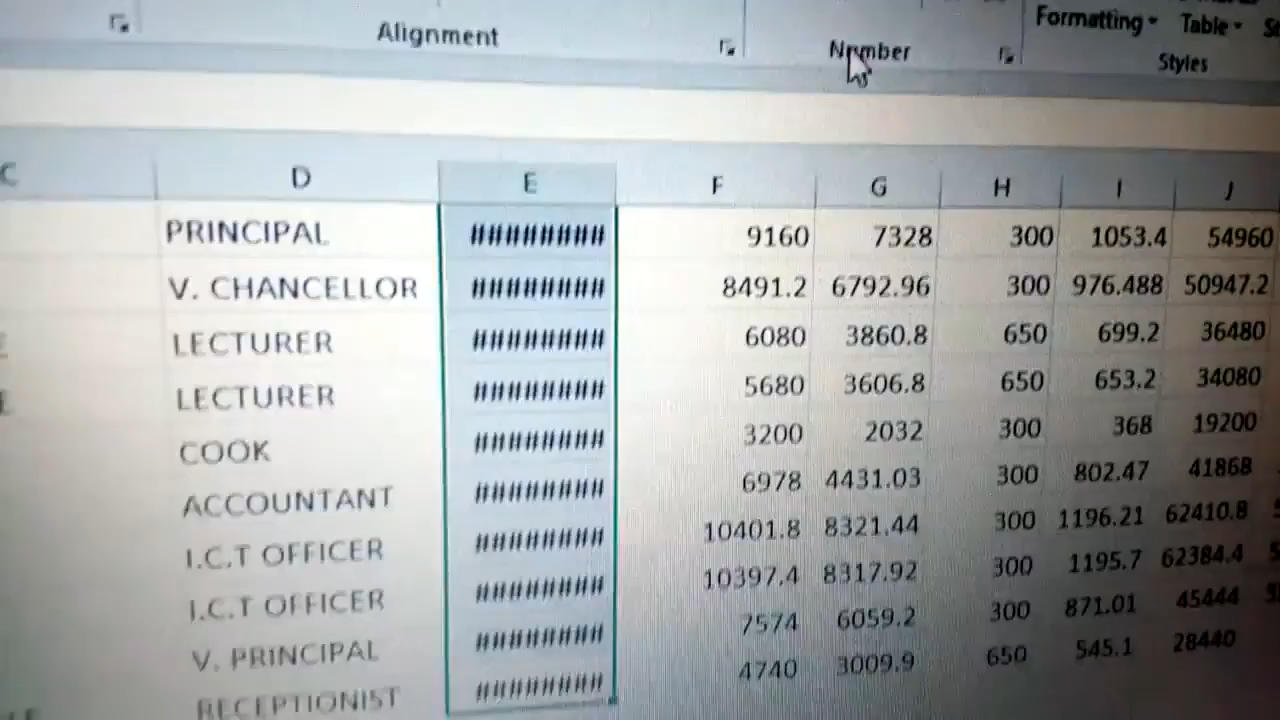 Alignment
Number
Formatting
Table
Styles
C D E F G H I J
PRINCIPAL ######## 9160 7328 300 1053.4 54960
V. CHANCELLOR ######## 8491.2 6792.96 300 976.488 50947.2
LECTURER ######## 6080 3860.8 650 699.2 36480
LECTURER ######## 5680 3606.8 650 653.2 34080
COOK ######## 3200 2032 300 368 19200
ACCOUNTANT ######## 6978 4431.03 300 802.47 41868
I.C.T OFFICER ######## 10401.8 8321.44 300 1196.21 62410.8
I.C.T OFFICER ######## 10397.4 8317.92 300 1195.7 62384.4
V. PRINCIPAL ######## 7574 6059.2 300 871.01 45444
RECEPTIONIST ######## 4740 3009.9 650 545.1 28440